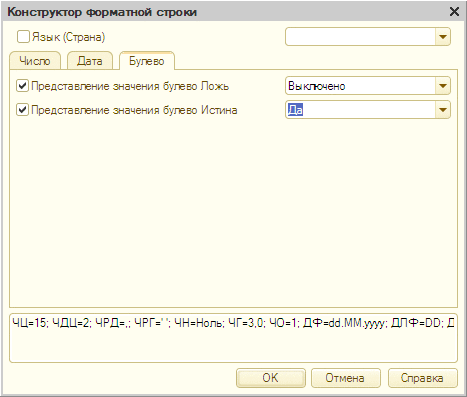 Конструктор форматной строки
Язык (Страна)
Число Дата Булево
Представление значения булево Ложь Выключено
Представление значения булево Истина Да
ЧЦ=15; ЧДЦ=2; ЧРД=,; ЧРГ=' '; ЧН=Ноль; ЧГ=3,0; ЧО=1; ДФ=dd.MM.yyyy; ДЛФ=DD; Д
OK Отмена Справка